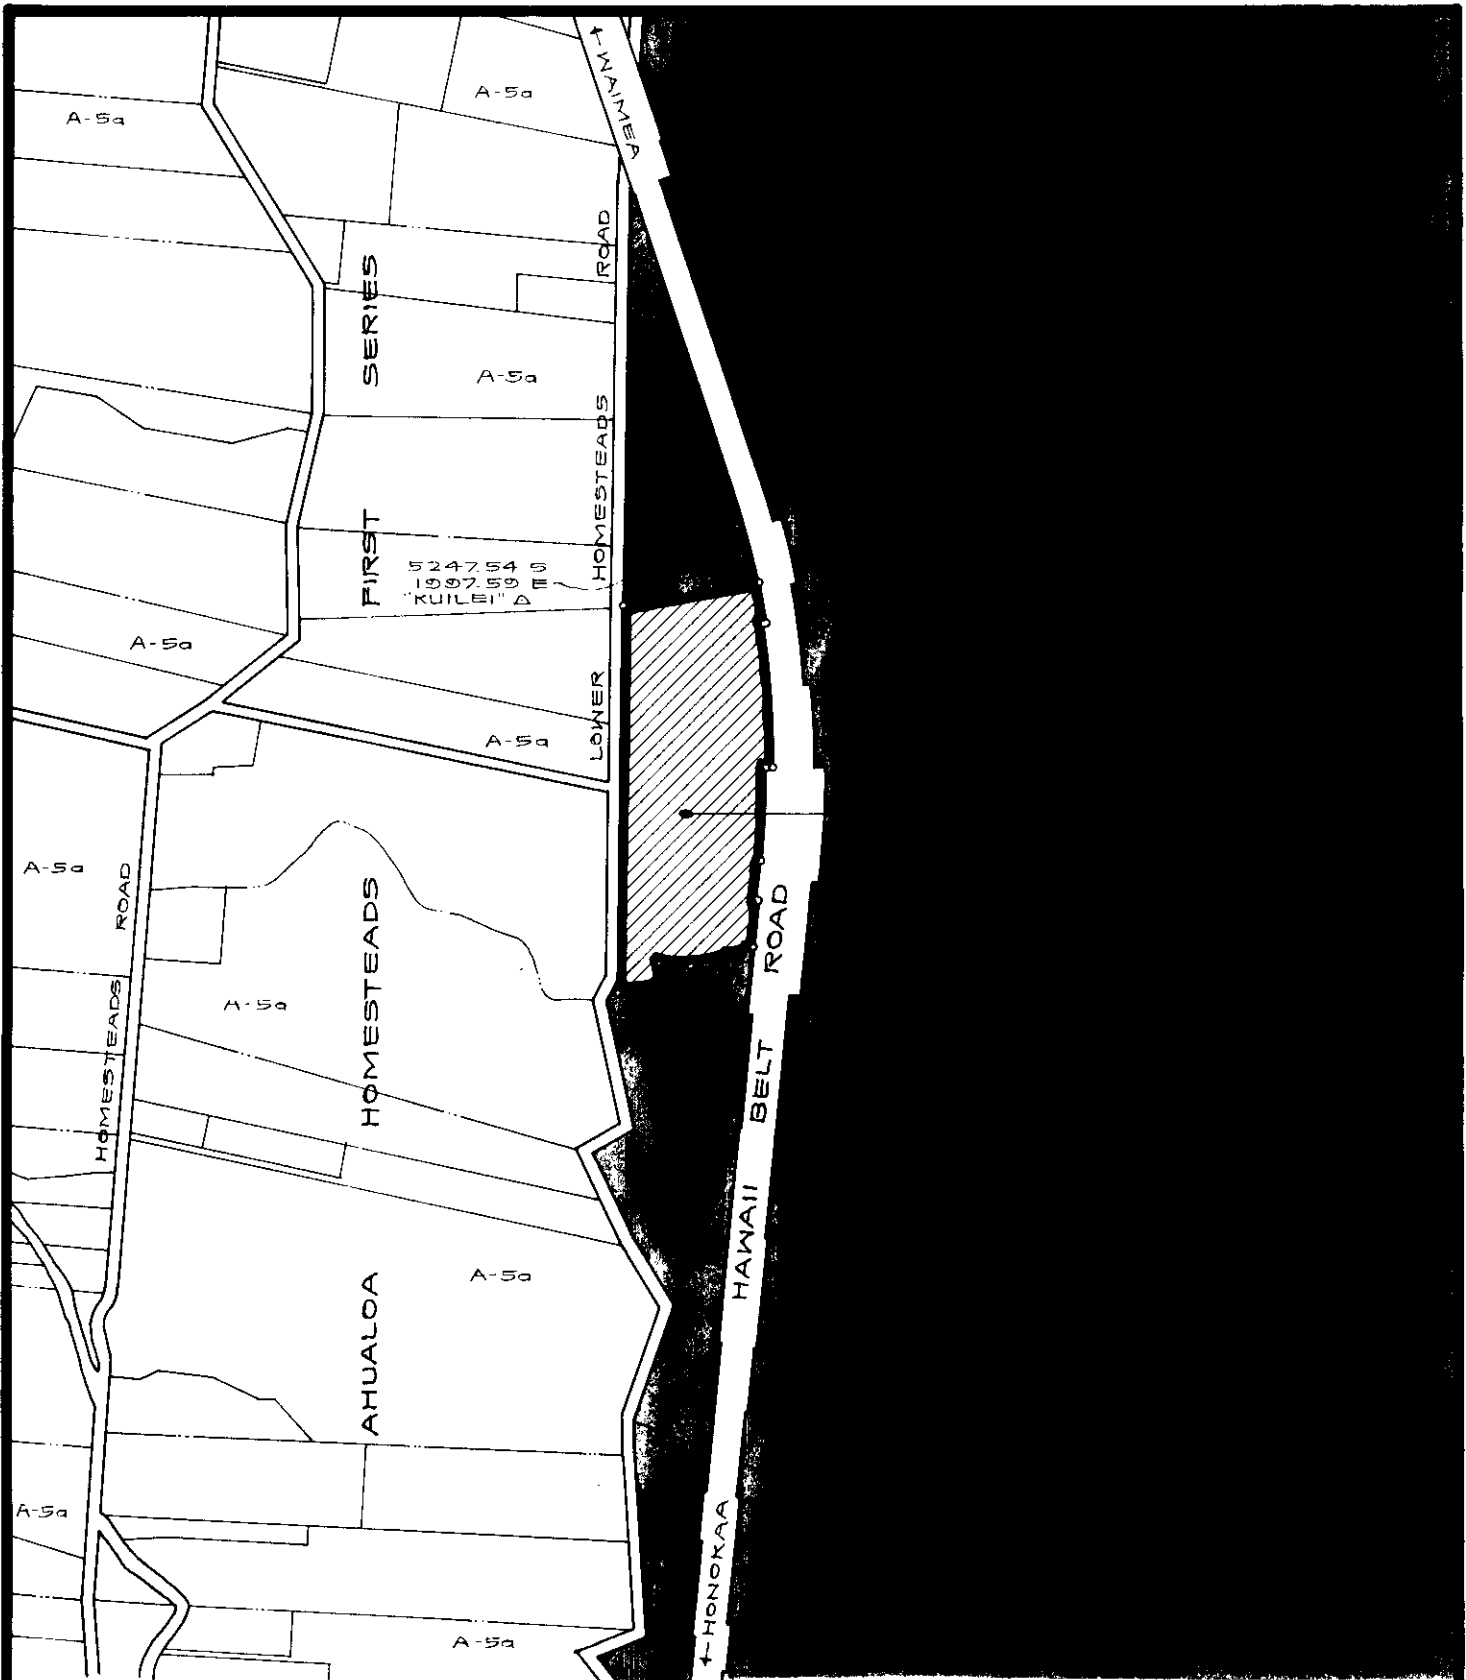 ←WAIMEA
A-5a
A-5a
LOWER HOMESTEADS ROAD
A-5a
FIRST SERIES
5247.54 S
1997.59 E
"KUILEI" △
A-5a
A-5a
A-5a
HOMESTEADS ROAD
A-5a
AHUALOA HOMESTEADS
HAWAII BELT ROAD
A-5a
A-5a
A-5a
←HONOKAA